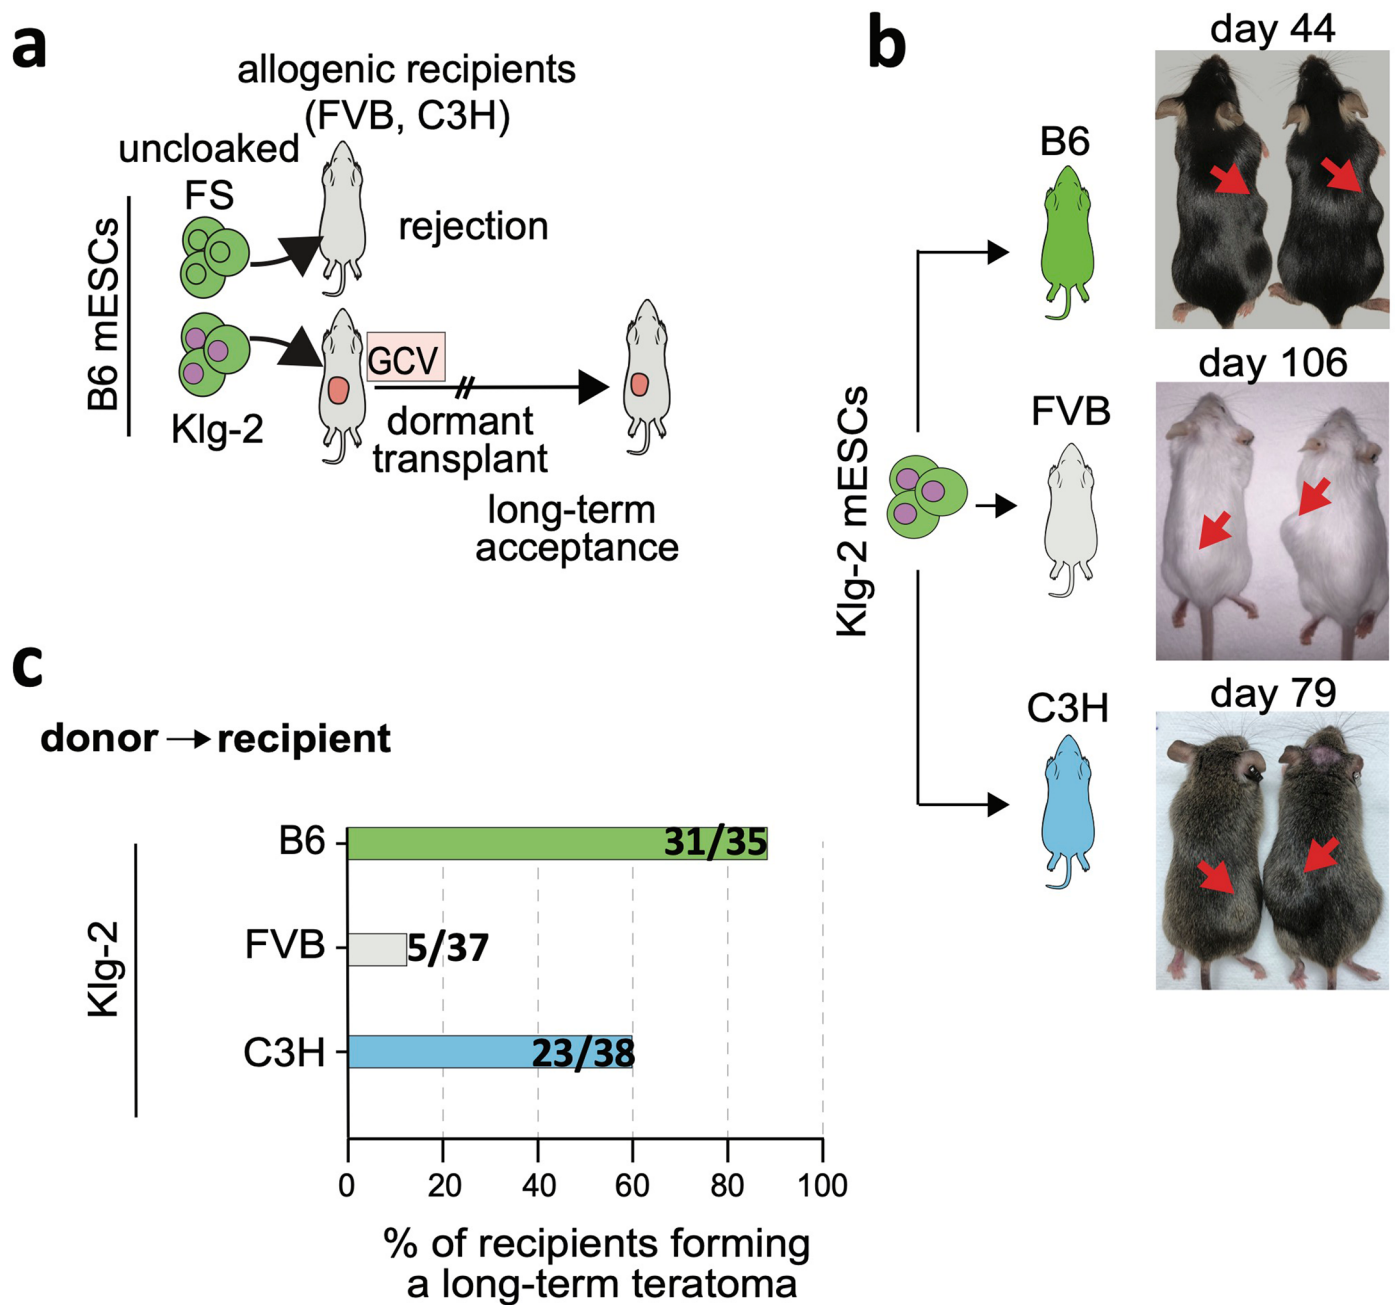 a
allogenic recipients
(FVB, C3H)
uncloaked
FS
rejection
B6 mESCs
GCV
Klg-2
dormant
transplant
long-term
acceptance
b
day 44
B6
day 106
FVB
Klg-2 mESCs
day 79
C3H
c
donor → recipient
B6
31/35
FVB
5/37
Klg-2
C3H
23/38
0 20 40 60 80 100
% of recipients forming
a long-term teratoma